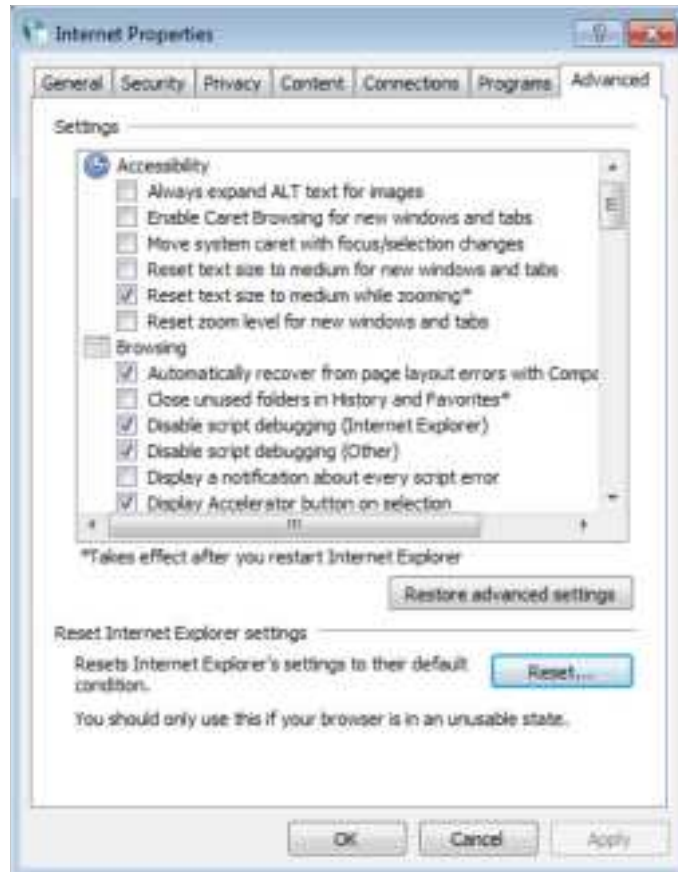 Internet Properties
General Security Privacy Content Connections Programs Advanced
Settings
Accessibility
Always expand ALT text for images
Enable Caret Browsing for new windows and tabs
Move system caret with focus/selection changes
Reset text size to medium for new windows and tabs
Reset text size to medium while zooming*
Reset zoom level for new windows and tabs
Browsing
Automatically recover from page layout errors with Compa
Close unused folders in History and Favorites*
Disable script debugging (Internet Explorer)
Disable script debugging (Other)
Display a notification about every script error
Display Accelerator button on selection
*Takes effect after you restart Internet Explorer
Restore advanced settings
Reset Internet Explorer settings
Resets Internet Explorer's settings to their default
condition.
Reset...
You should only use this if your browser is in an unusable state.
OK Cancel Apply